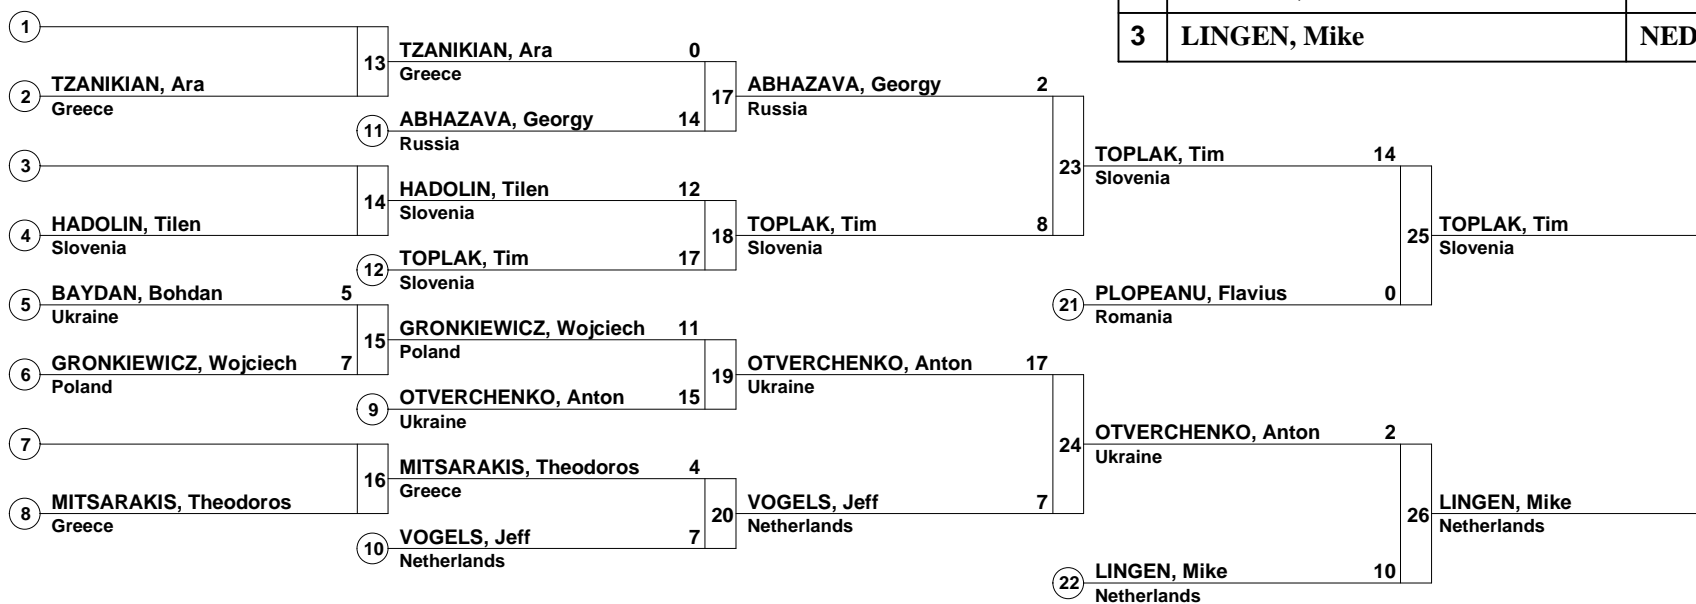 3 LINGEN, Mike NED
1
13 TZANIKIAN, Ara 0
Greece
2 TZANIKIAN, Ara
Greece
17 ABHAZAVA, Georgy 2
Russia
11 ABHAZAVA, Georgy 14
Russia
3
23 TOPLAK, Tim 14
Slovenia
14 HADOLIN, Tilen 12
Slovenia
4 HADOLIN, Tilen
Slovenia
18 TOPLAK, Tim 8
Slovenia
25 TOPLAK, Tim
Slovenia
12 TOPLAK, Tim 17
Slovenia
5 BAYDAN, Bohdan 5
Ukraine
21 PLOPEANU, Flavius 0
Romania
15 GRONKIEWICZ, Wojciech 11
Poland
6 GRONKIEWICZ, Wojciech 7
Poland
19 OTVERCHENKO, Anton 17
Ukraine
9 OTVERCHENKO, Anton 15
Ukraine
7
24 OTVERCHENKO, Anton 2
Ukraine
16 MITSARAKIS, Theodoros 4
Greece
8 MITSARAKIS, Theodoros
Greece
20 VOGELS, Jeff 7
Netherlands
26 LINGEN, Mike
Netherlands
10 VOGELS, Jeff 7
Netherlands
22 LINGEN, Mike 10
Netherlands